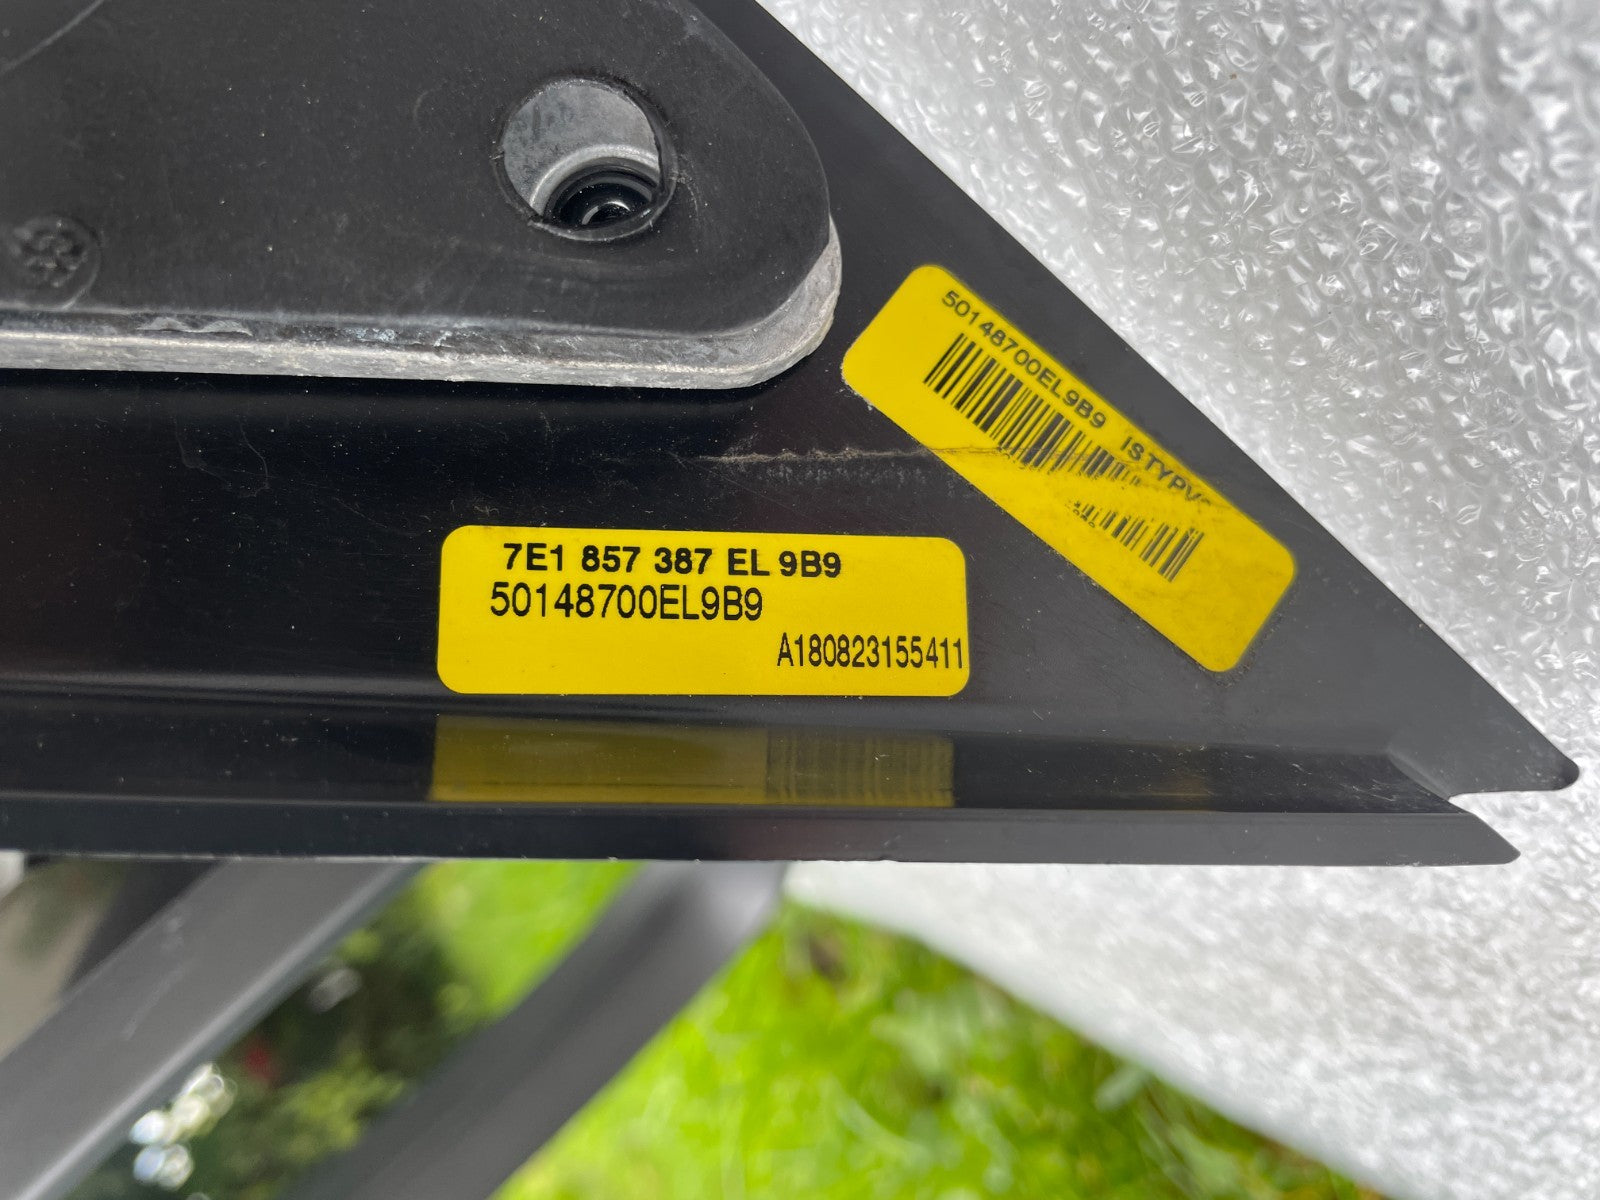 50148700EL9B9 ISTYPV
7E1 857 387 EL 9B9
50148700EL9B9
A180823155411